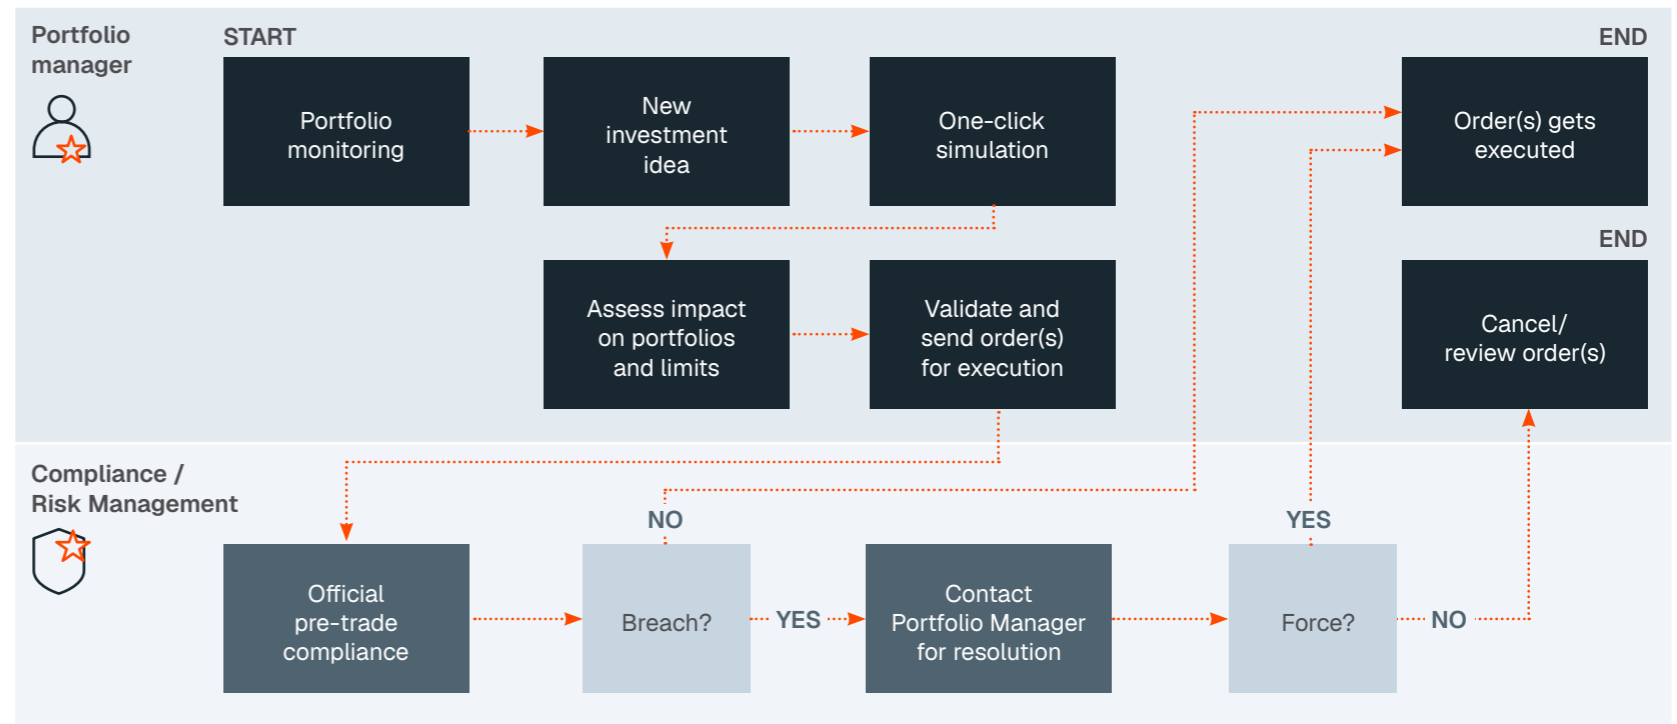 Portfolio
manager
START
END
Portfolio
monitoring
New
investment
idea
One-click
simulation
Order(s) gets
executed
END
Assess impact
on portfolios
and limits
Validate and
send order(s)
for execution
Cancel/
review order(s)
Compliance /
Risk Management
NO
YES
Official
pre-trade
compliance
Breach?
YES
Contact
Portfolio Manager
for resolution
Force?
NO